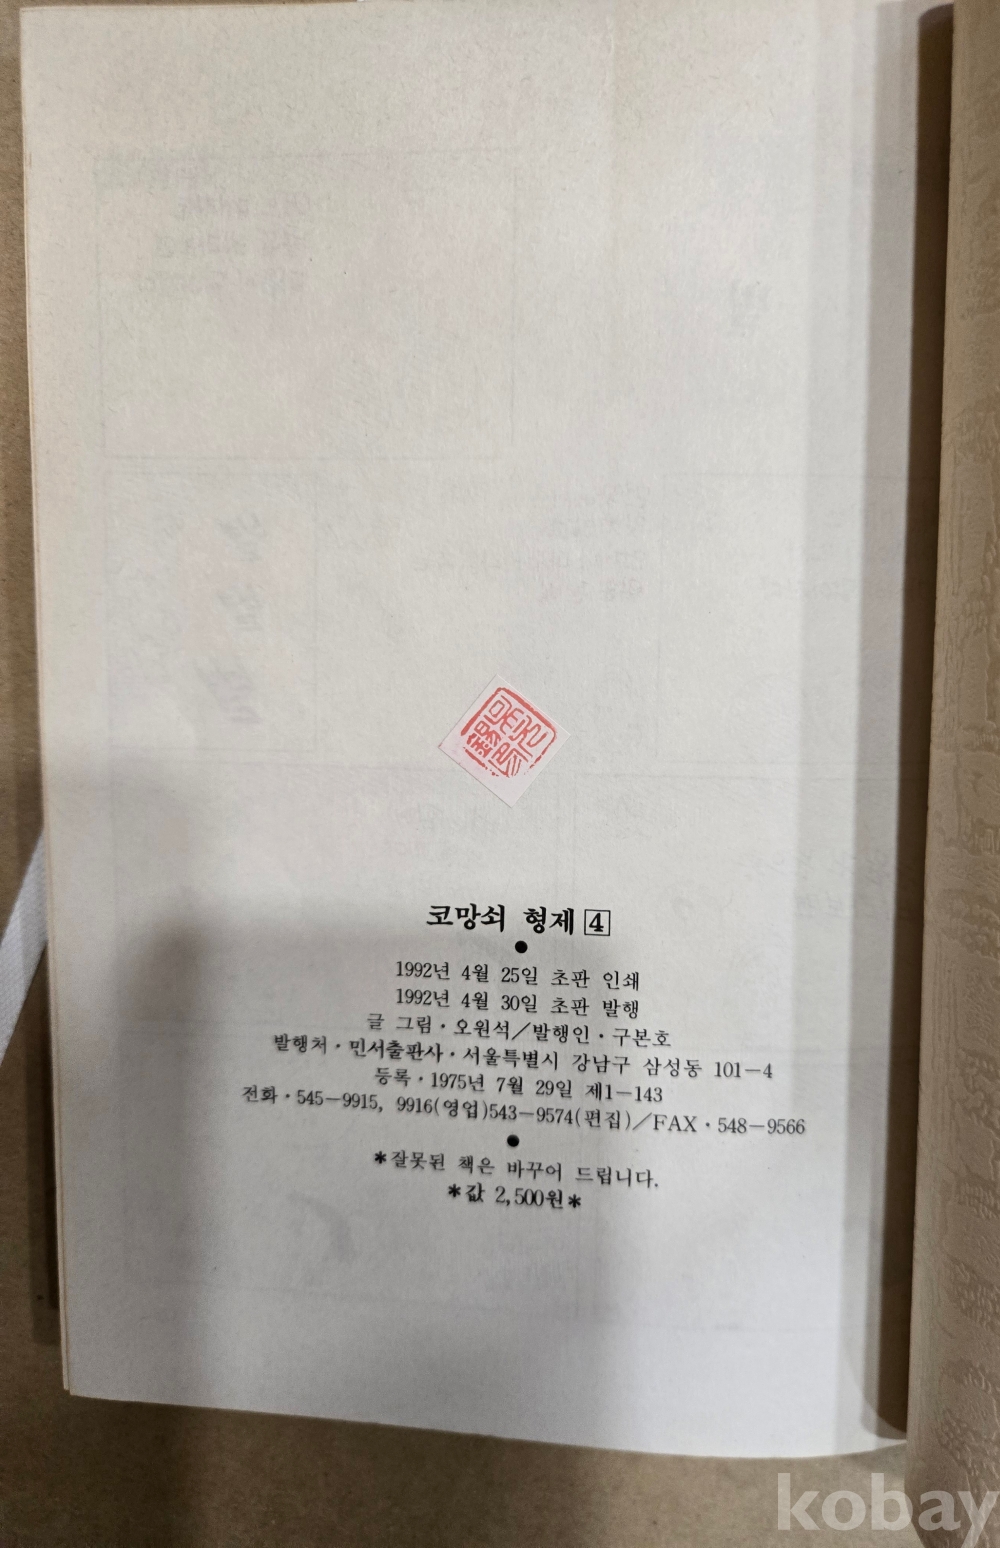 코망쇠 형제 4
●
1992년 4월 25일 초판 인쇄
1992년 4월 30일 초판 발행
글 그림·오원석/발행인·구본호
발행처·민서출판사·서울특별시 강남구 삼성동 101-4
등록·1975년 7월 29일 제1-143
전화·545-9915, 9916(영업)543-9574(편집)/FAX·548-9566
●
*잘못된 책은 바꾸어 드립니다.
*값 2,500원*
kobay